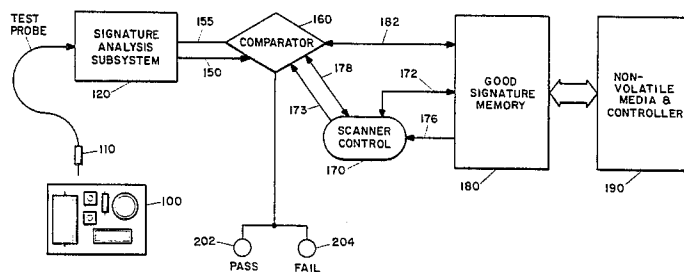 TEST
PROBE
SIGNATURE
ANALYSIS
SUBSYSTEM
120
155
150
160
COMPARATOR
182
178
173
172
176
SCANNER
CONTROL
170
GOOD
SIGNATURE
MEMORY
180
NON-
VOLATILE
MEDIA &
CONTROLLER
190
110
100
202
PASS
204
FAIL